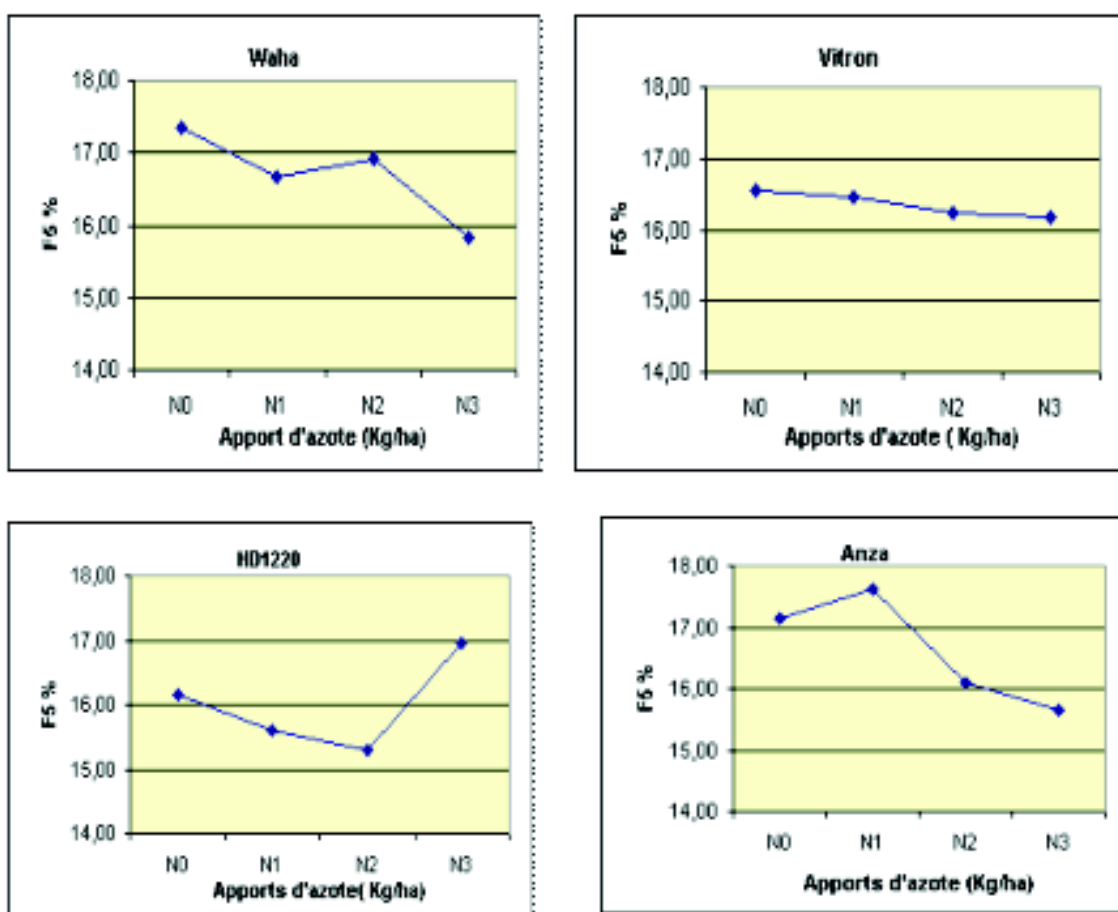 Waha
18,00
17,00
16,00
15,00
14,00
F5 %
N0 N1 N2 N3
Apport d'azote (Kg/ha)
Vitron
18,00
17,00
16,00
15,00
14,00
F5 %
N0 N1 N2 N3
Apports d'azote ( Kg/ha)
HD1220
18,00
17,00
16,00
15,00
14,00
F5 %
N0 N1 N2 N3
Apports d'azote( Kg/ha)
Anza
18,00
17,00
16,00
15,00
14,00
F5 %
N0 N1 N2 N3
Apports d'azote (Kg/ha)